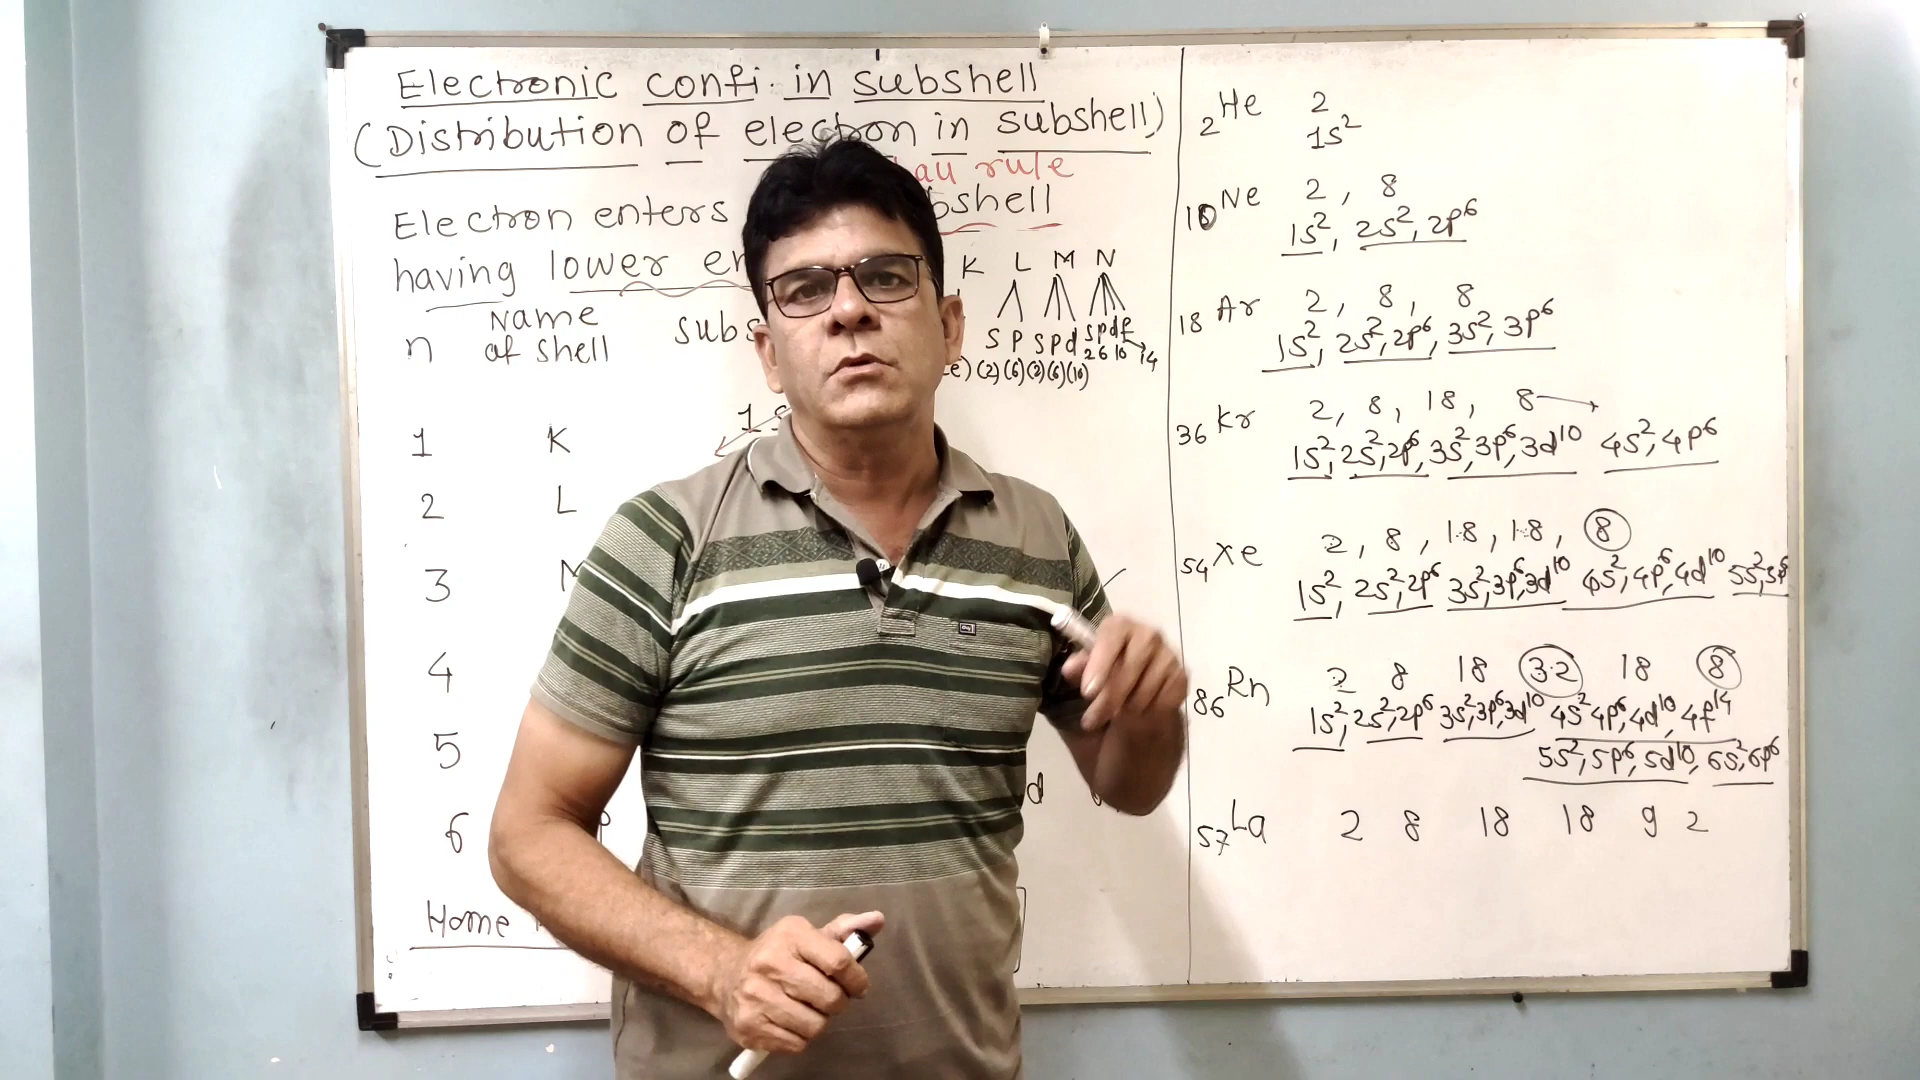 Electronic confi. in subshell
(Distribution of electron in subshell)
rule
Electron enters
having lower
K L M N
S P S P d S P d f
2 6 10 14
(2) (6) (2) (6) (10)
n Name of shell
1 K
2 L
3 M
4
5
6
d
Home
₂He 2
1s²
₁₀Ne 2, 8
1s², 2s², 2p⁶
₁₈Ar 2, 8, 8
1s², 2s², 2p⁶, 3s², 3p⁶
₃₆Kr 2, 8, 18, 8
1s², 2s², 2p⁶, 3s², 3p⁶, 3d¹⁰ 4s², 4p⁶
₅₄Xe 2, 8, 18, 18, 8
1s², 2s², 2p⁶ 3s², 3p⁶, 3d¹⁰ 4s², 4p⁶, 4d¹⁰ 5s², 5p⁶
₈₆Rn 2 8 18 32 18 8
1s², 2s², 2p⁶ 3s², 3p⁶, 3d¹⁰ 4s² 4p⁶, 4d¹⁰, 4f¹⁴
5s², 5p⁶, 5d¹⁰, 6s², 6p⁶
₅₇La 2 8 18 18 9 2